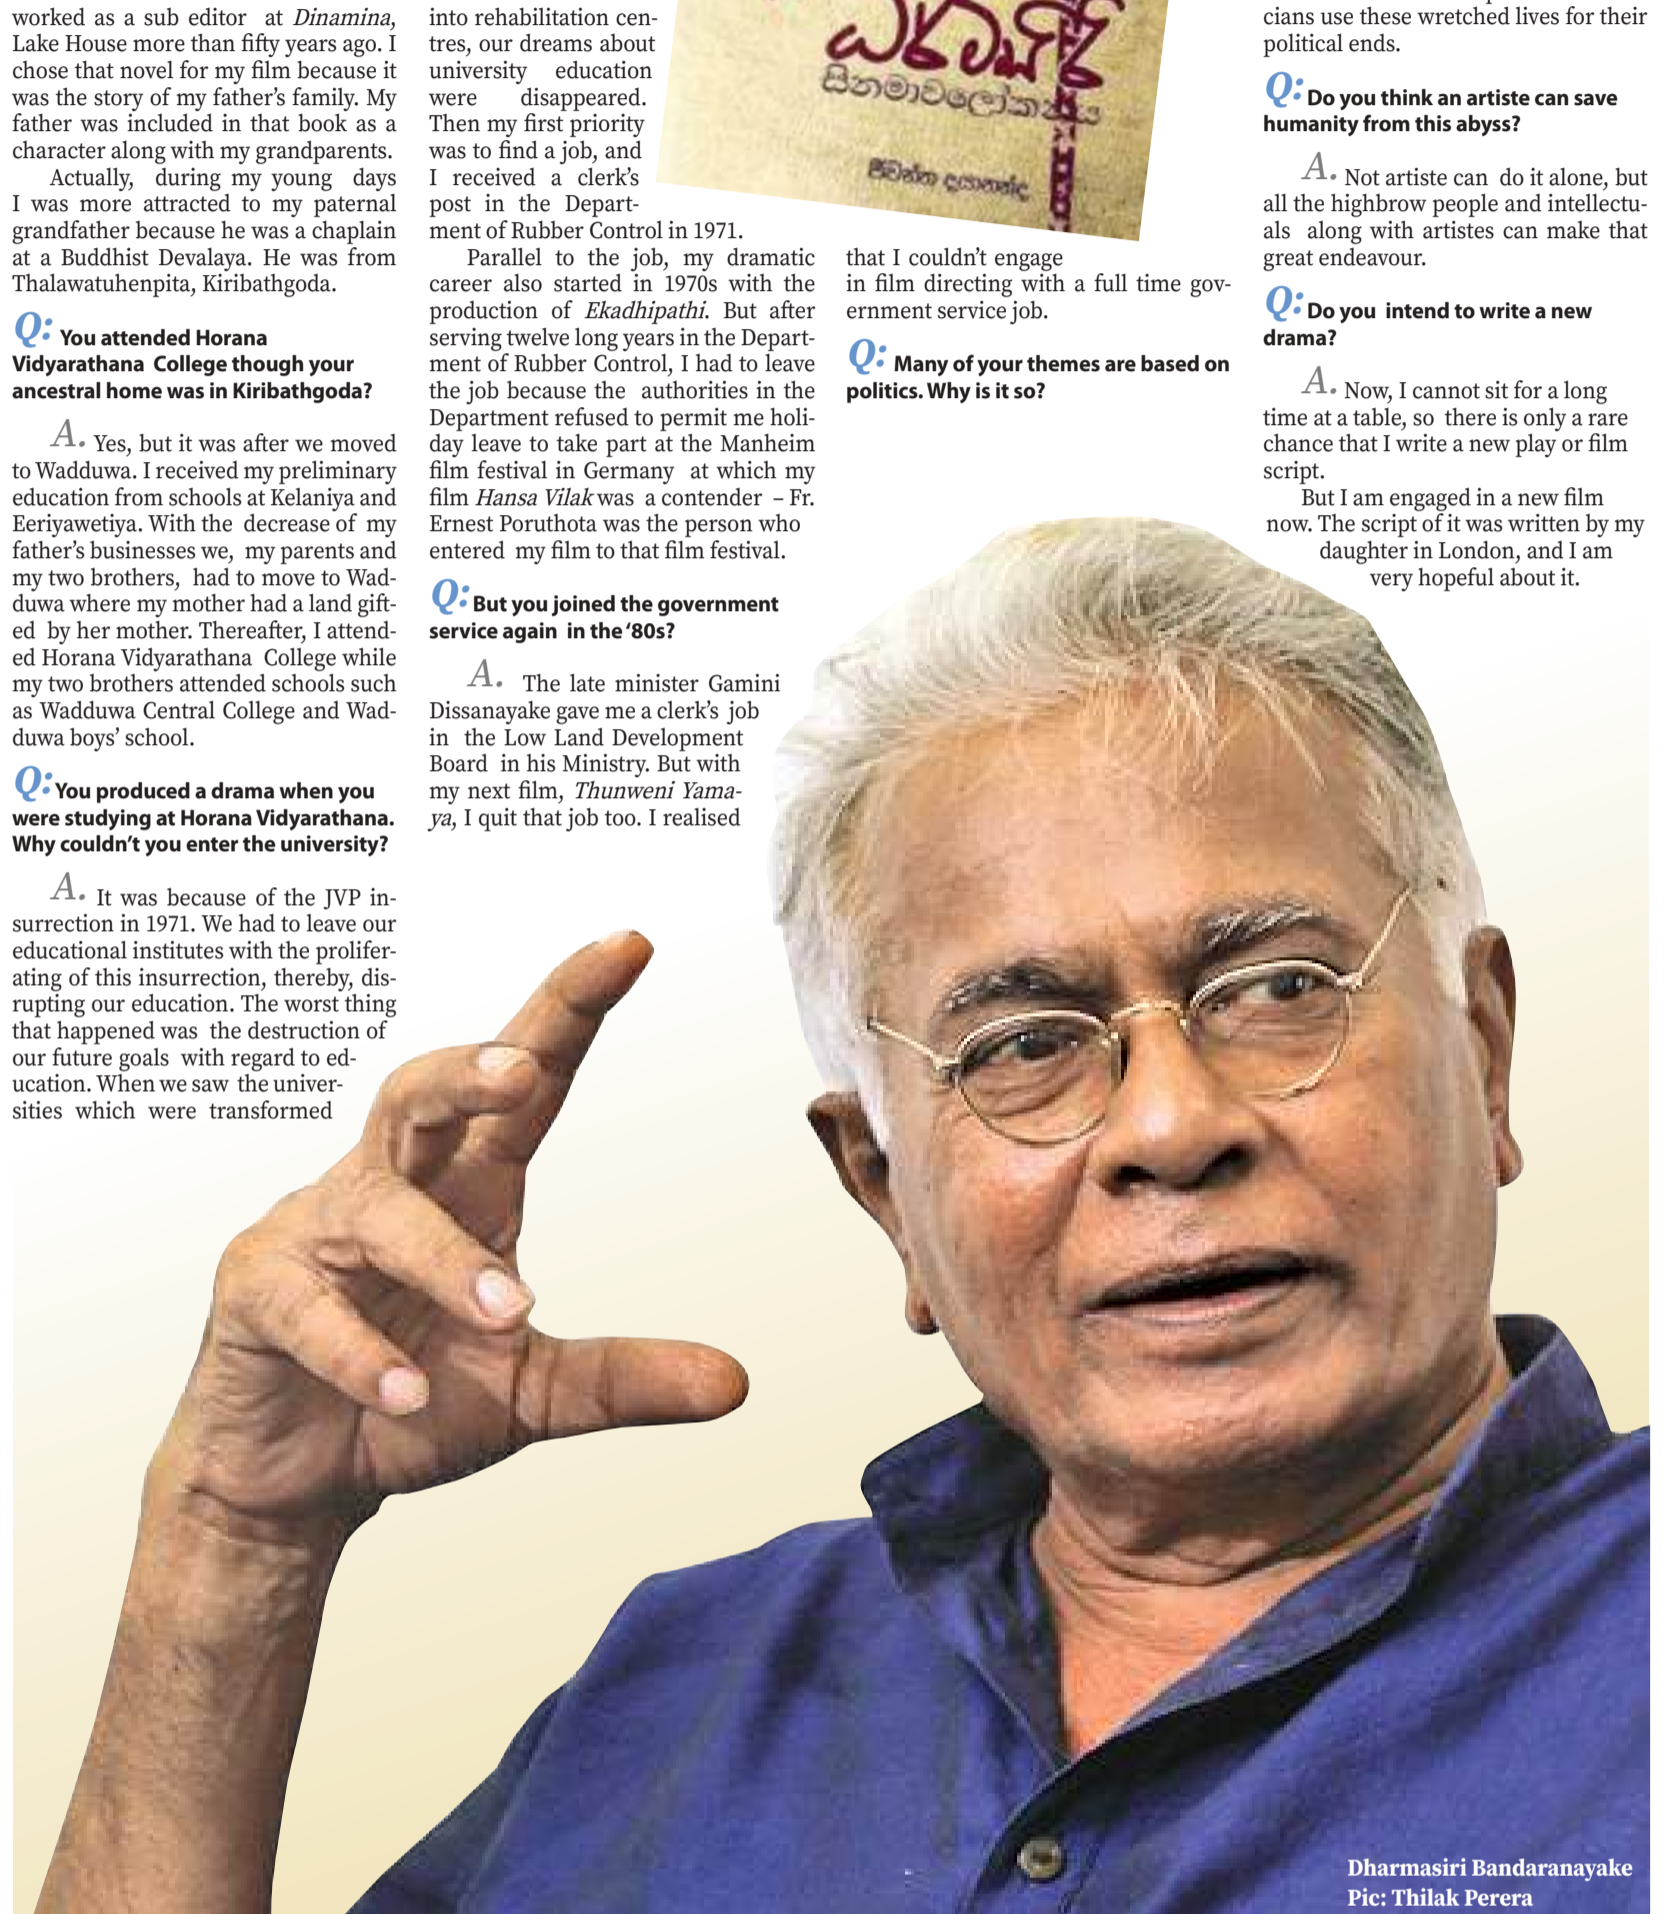 worked as a sub editor at Dinamina,
Lake House more than fifty years ago. I
chose that novel for my film because it
was the story of my father's family. My
father was included in that book as a
character along with my grandparents.
Actually, during my young days
I was more attracted to my paternal
grandfather because he was a chaplain
at a Buddhist Devalaya. He was from
Thalawatuhenpita, Kiribathgoda.
Q: You attended Horana
Vidyarathana College though your
ancestral home was in Kiribathgoda?
A. Yes, but it was after we moved
to Wadduwa. I received my preliminary
education from schools at Kelaniya and
Eeriyawetiya. With the decrease of my
father's businesses we, my parents and
my two brothers, had to move to Wad-
duwa where my mother had a land gift-
ed by her mother. Thereafter, I attend-
ed Horana Vidyarathana College while
my two brothers attended schools such
as Wadduwa Central College and Wad-
duwa boys' school.
Q: You produced a drama when you
were studying at Horana Vidyarathana.
Why couldn't you enter the university?
A. It was because of the JVP in-
surrection in 1971. We had to leave our
educational institutes with the prolifer-
ating of this insurrection, thereby, dis-
rupting our education. The worst thing
that happened was the destruction of
our future goals with regard to ed-
ucation. When we saw the univer-
sities which were transformed
into rehabilitation cen-
tres, our dreams about
university education
were disappeared.
Then my first priority
was to find a job, and
I received a clerk's
post in the Depart-
ment of Rubber Control in 1971.
Parallel to the job, my dramatic
career also started in 1970s with the
production of Ekadhipathi. But after
serving twelve long years in the Depart-
ment of Rubber Control, I had to leave
the job because the authorities in the
Department refused to permit me holi-
day leave to take part at the Manheim
film festival in Germany at which my
film Hansa Vilak was a contender – Fr.
Ernest Poruthota was the person who
entered my film to that film festival.
Q: But you joined the government
service again in the '80s?
A. The late minister Gamini
Dissanayake gave me a clerk's job
in the Low Land Development
Board in his Ministry. But with
my next film, Thunweni Yama-
ya, I quit that job too. I realised
ධර්මසිරි
සිනමාවලෝකනය
ජීවන්ත දයානන්ද
that I couldn't engage
in film directing with a full time gov-
ernment service job.
Q: Many of your themes are based on
politics. Why is it so?
cians use these wretched lives for their
political ends.
Q: Do you think an artiste can save
humanity from this abyss?
A. Not artiste can do it alone, but
all the highbrow people and intellectu-
als along with artistes can make that
great endeavour.
Q: Do you intend to write a new
drama?
A. Now, I cannot sit for a long
time at a table, so there is only a rare
chance that I write a new play or film
script.
But I am engaged in a new film
now. The script of it was written by my
daughter in London, and I am
very hopeful about it.
Dharmasiri Bandaranayake
Pic: Thilak Perera